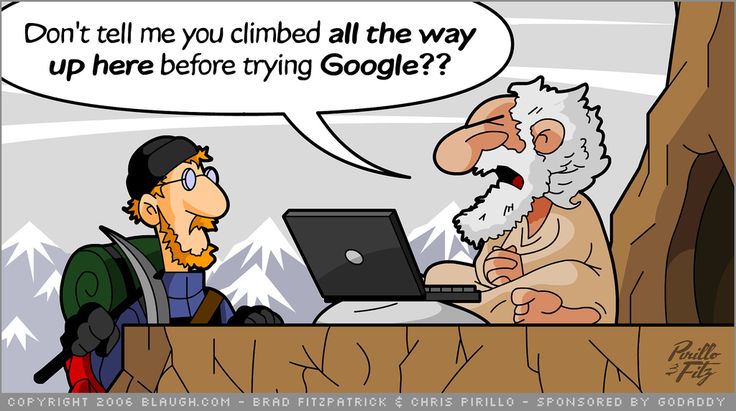 Don't tell me you climbed all the way
up here before trying Google??
Pirillo
& Fitz
COPYRIGHT 2006 BLAUGH.COM - BRAD FITZPATRICK & CHRIS PIRILLO - SPONSORED BY GODADDY